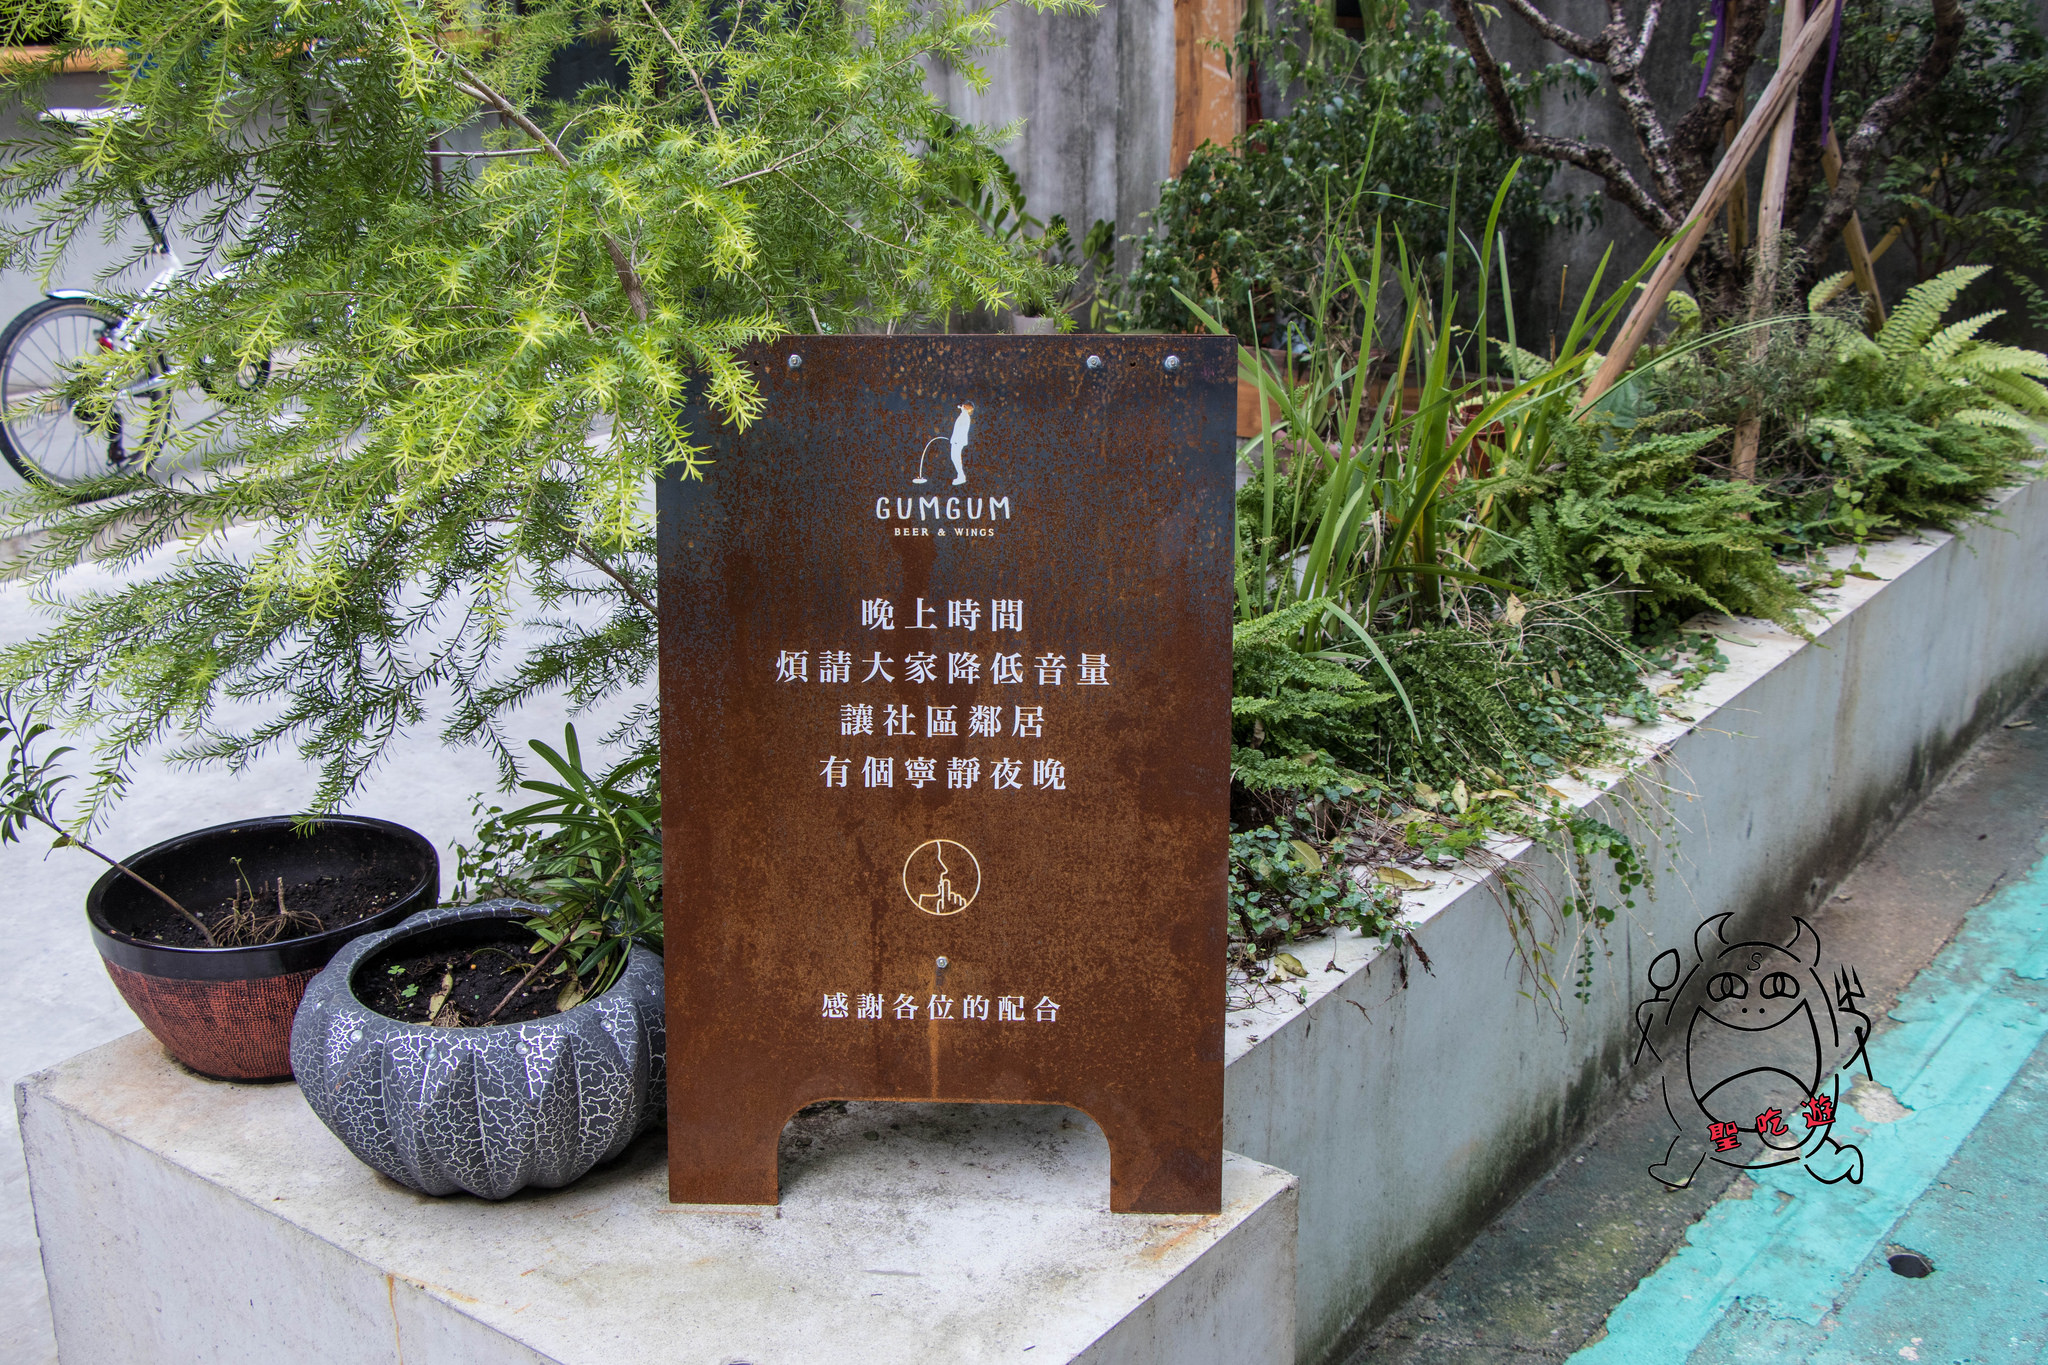 GUMGUM
BEER & WINGS
晚上時間
煩請大家降低音量
讓社區鄰居
有個寧靜夜晚
感謝各位的配合
S
聖吃遊